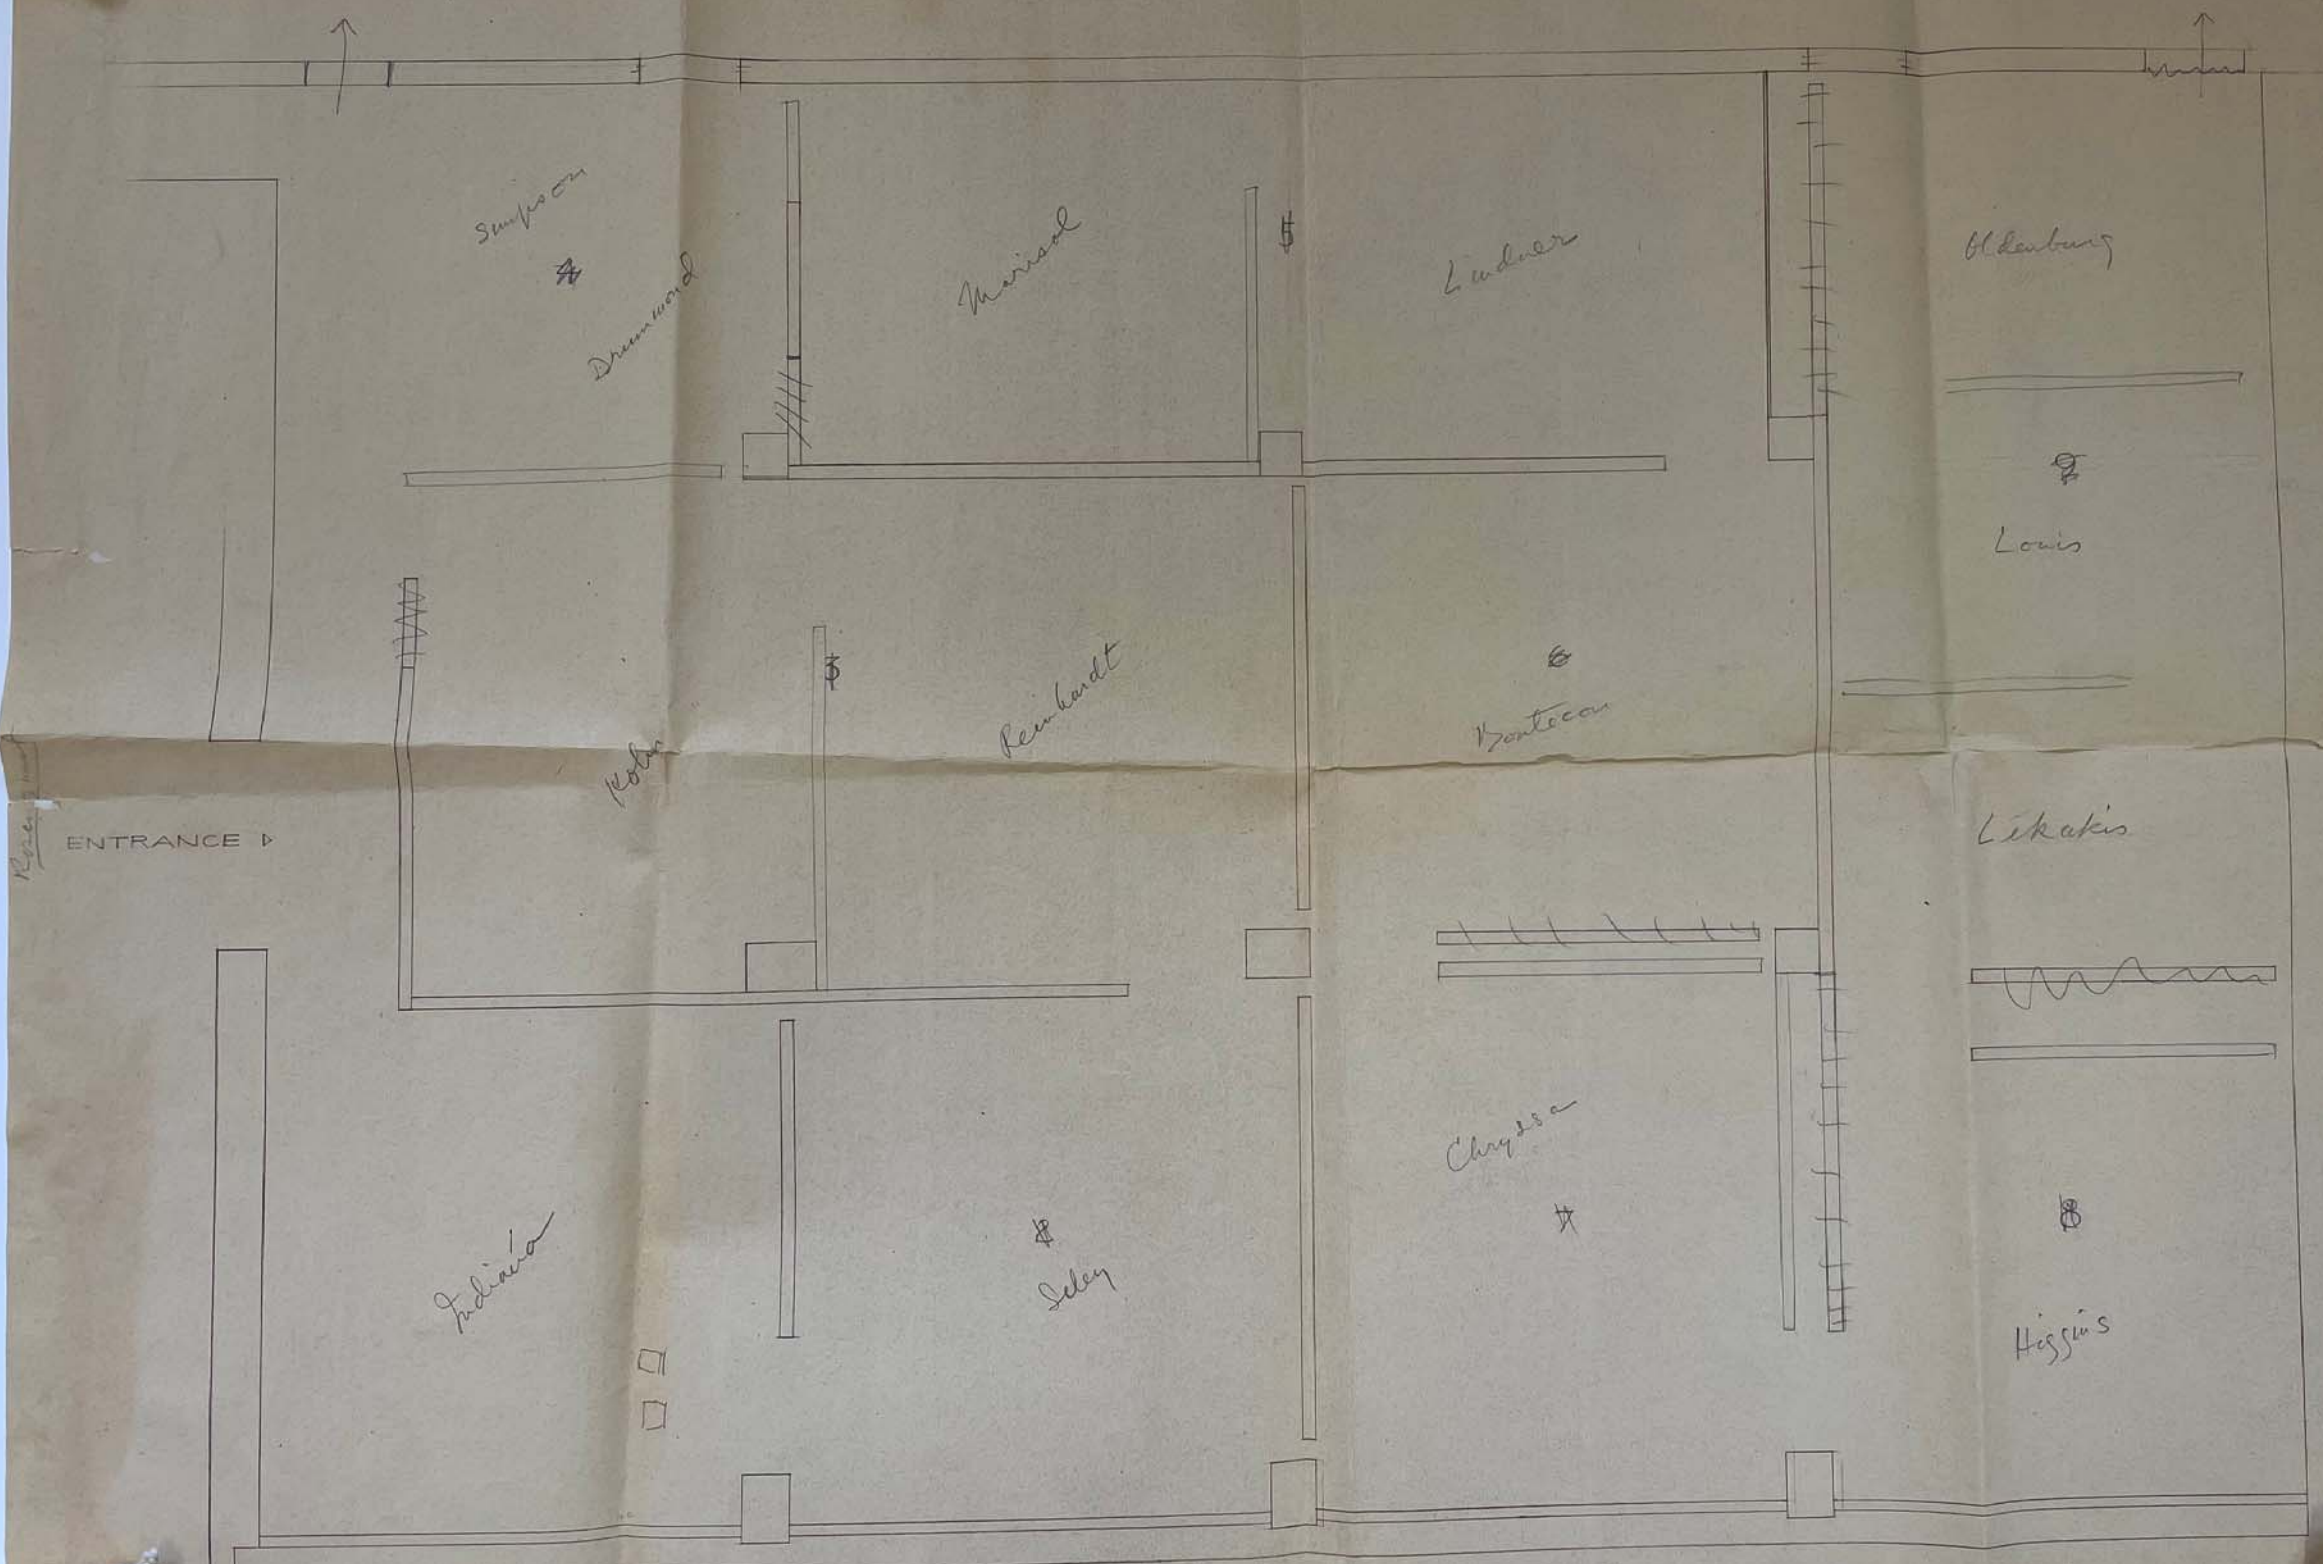 Simpson
Drummond
Marisol
Lindner
Oldenburg
Louis
Kohn
Reinhardt
Bontecou
Likakis
ENTRANCE
Indiana
Seley
Chryssa
Higgins